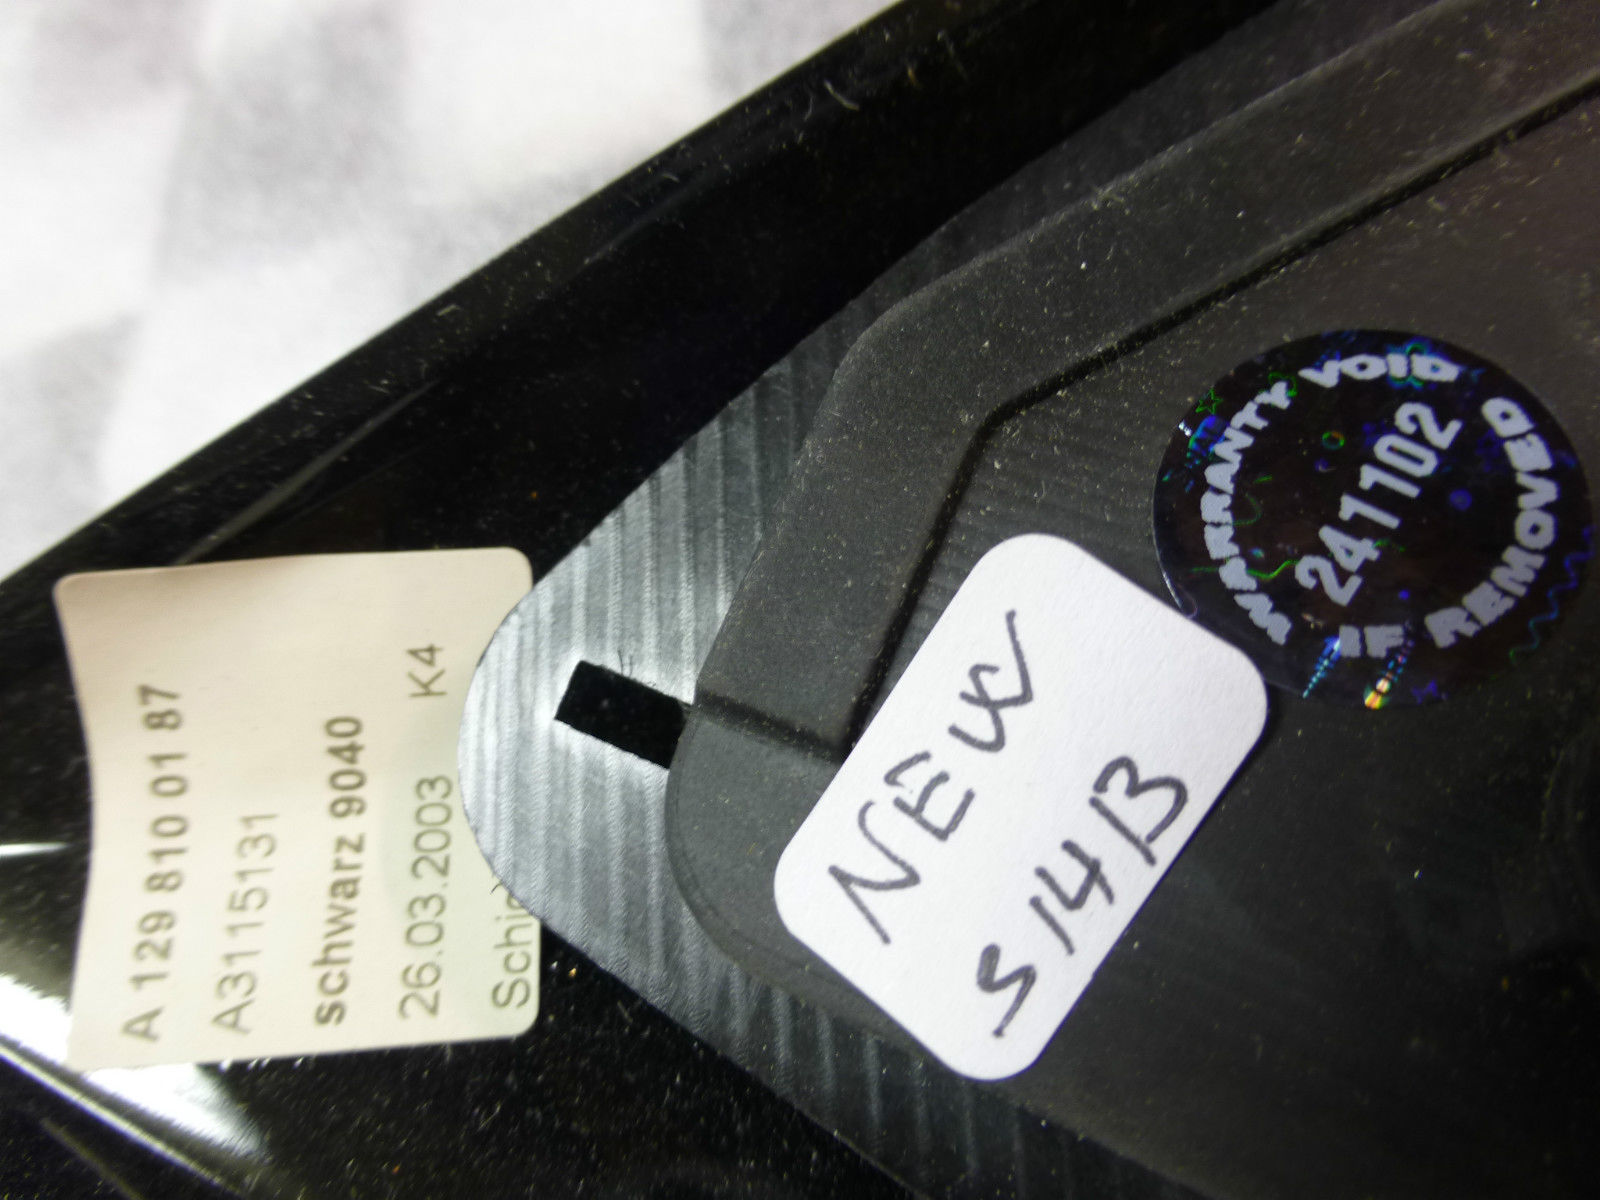 A 129 810 01 87
A3115131
schwarz 9040
26.03.2003 K4
NEW
S14B
WARRANTY VOID
241102
IF REMOVED